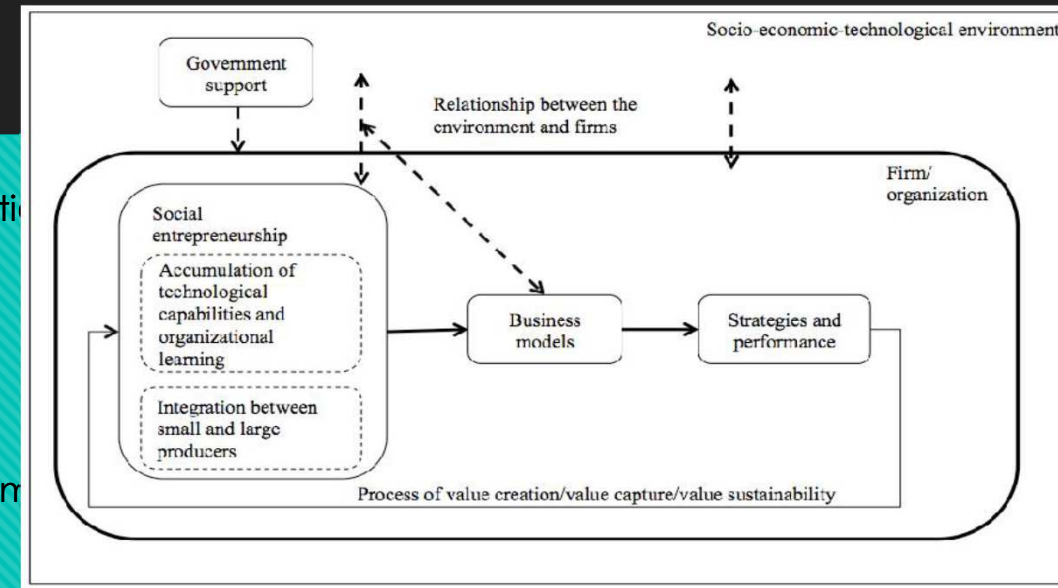 Socio-economic-technological environment
Government
support
Relationship between the
environment and firms
Firm/
organization
Social
entrepreneurship
Accumulation of
technological
capabilities and
organizational
learning
Business
models
Strategies and
performance
Integration between
small and large
producers
Process of value creation/value capture/value sustainability